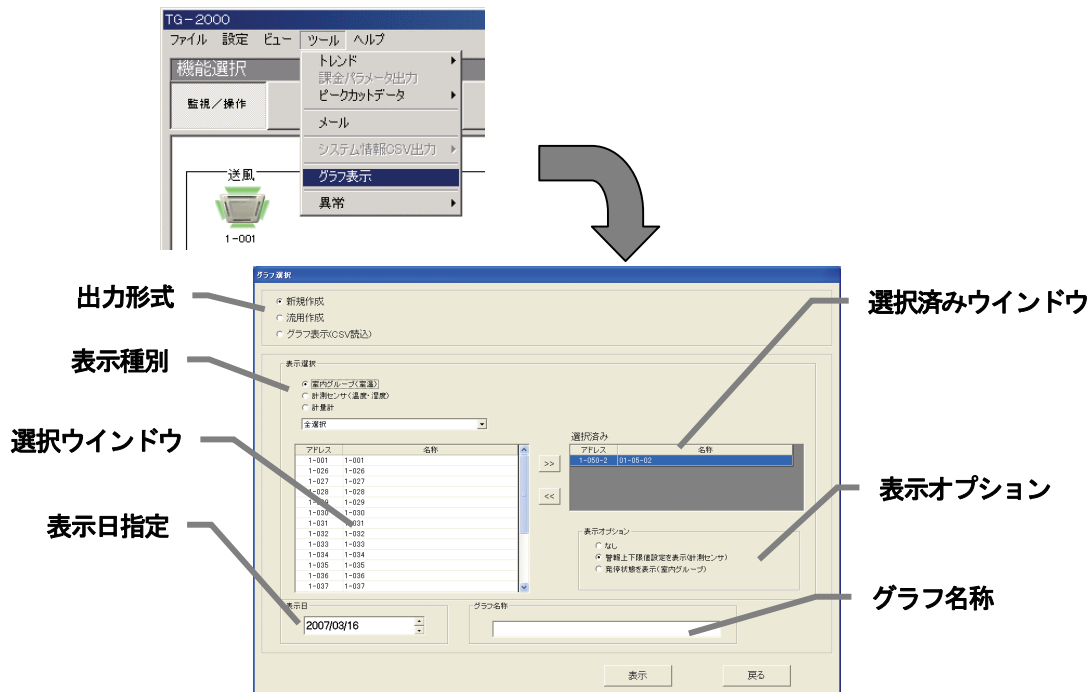 TG-2000
ファイル 設定 ビュー ツール ヘルプ
機能選択
監視／操作
トレンド
課金パラメータ出力
ピークカットデータ
メール
システム情報CSV出力
グラフ表示
異常
送風
1-001
グラフ選択
出力形式
新規作成
流用作成
グラフ表示(CSV読込)
選択済みウインドウ
表示種別
表示選択
室内グループ(室温)
計測センサ(温度・湿度)
計量計
全選択
選択ウインドウ
アドレス 名称
1-001 1-001
1-026 1-026
1-027 1-027
1-028 1-028
1-029 1-029
1-030 1-030
1-031 1-031
1-032 1-032
1-033 1-033
1-034 1-034
1-035 1-035
1-036 1-036
1-037 1-037
>>
<<
選択済み
アドレス 名称
1-050-2 01-05-02
表示オプション
表示オプション
なし
警報上下限値設定を表示(計測センサ)
発停状態を表示(室内グループ)
表示日指定
表示日
2007/03/16
グラフ名称
グラフ名称
表示 戻る